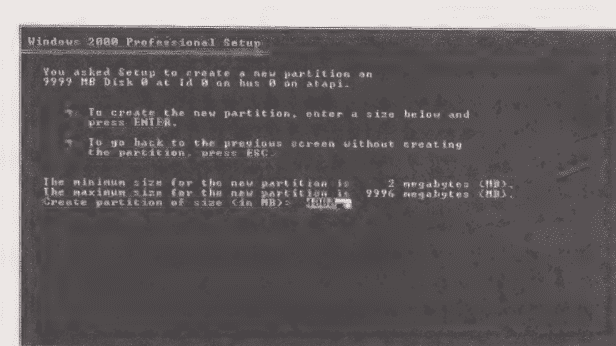 Windows 2000 Professional Setup
You asked Setup to create a new partition on
9999 MB Disk 0 at Id 0 on bus 0 on atapi.
To create the new partition, enter a size below and
press ENTER.
To go back to the previous screen without creating
the partition, press ESC.
The minimum size for the new partition is 2 megabytes (MB).
The maximum size for the new partition is 9996 megabytes (MB).
Create partition of size (in MB):